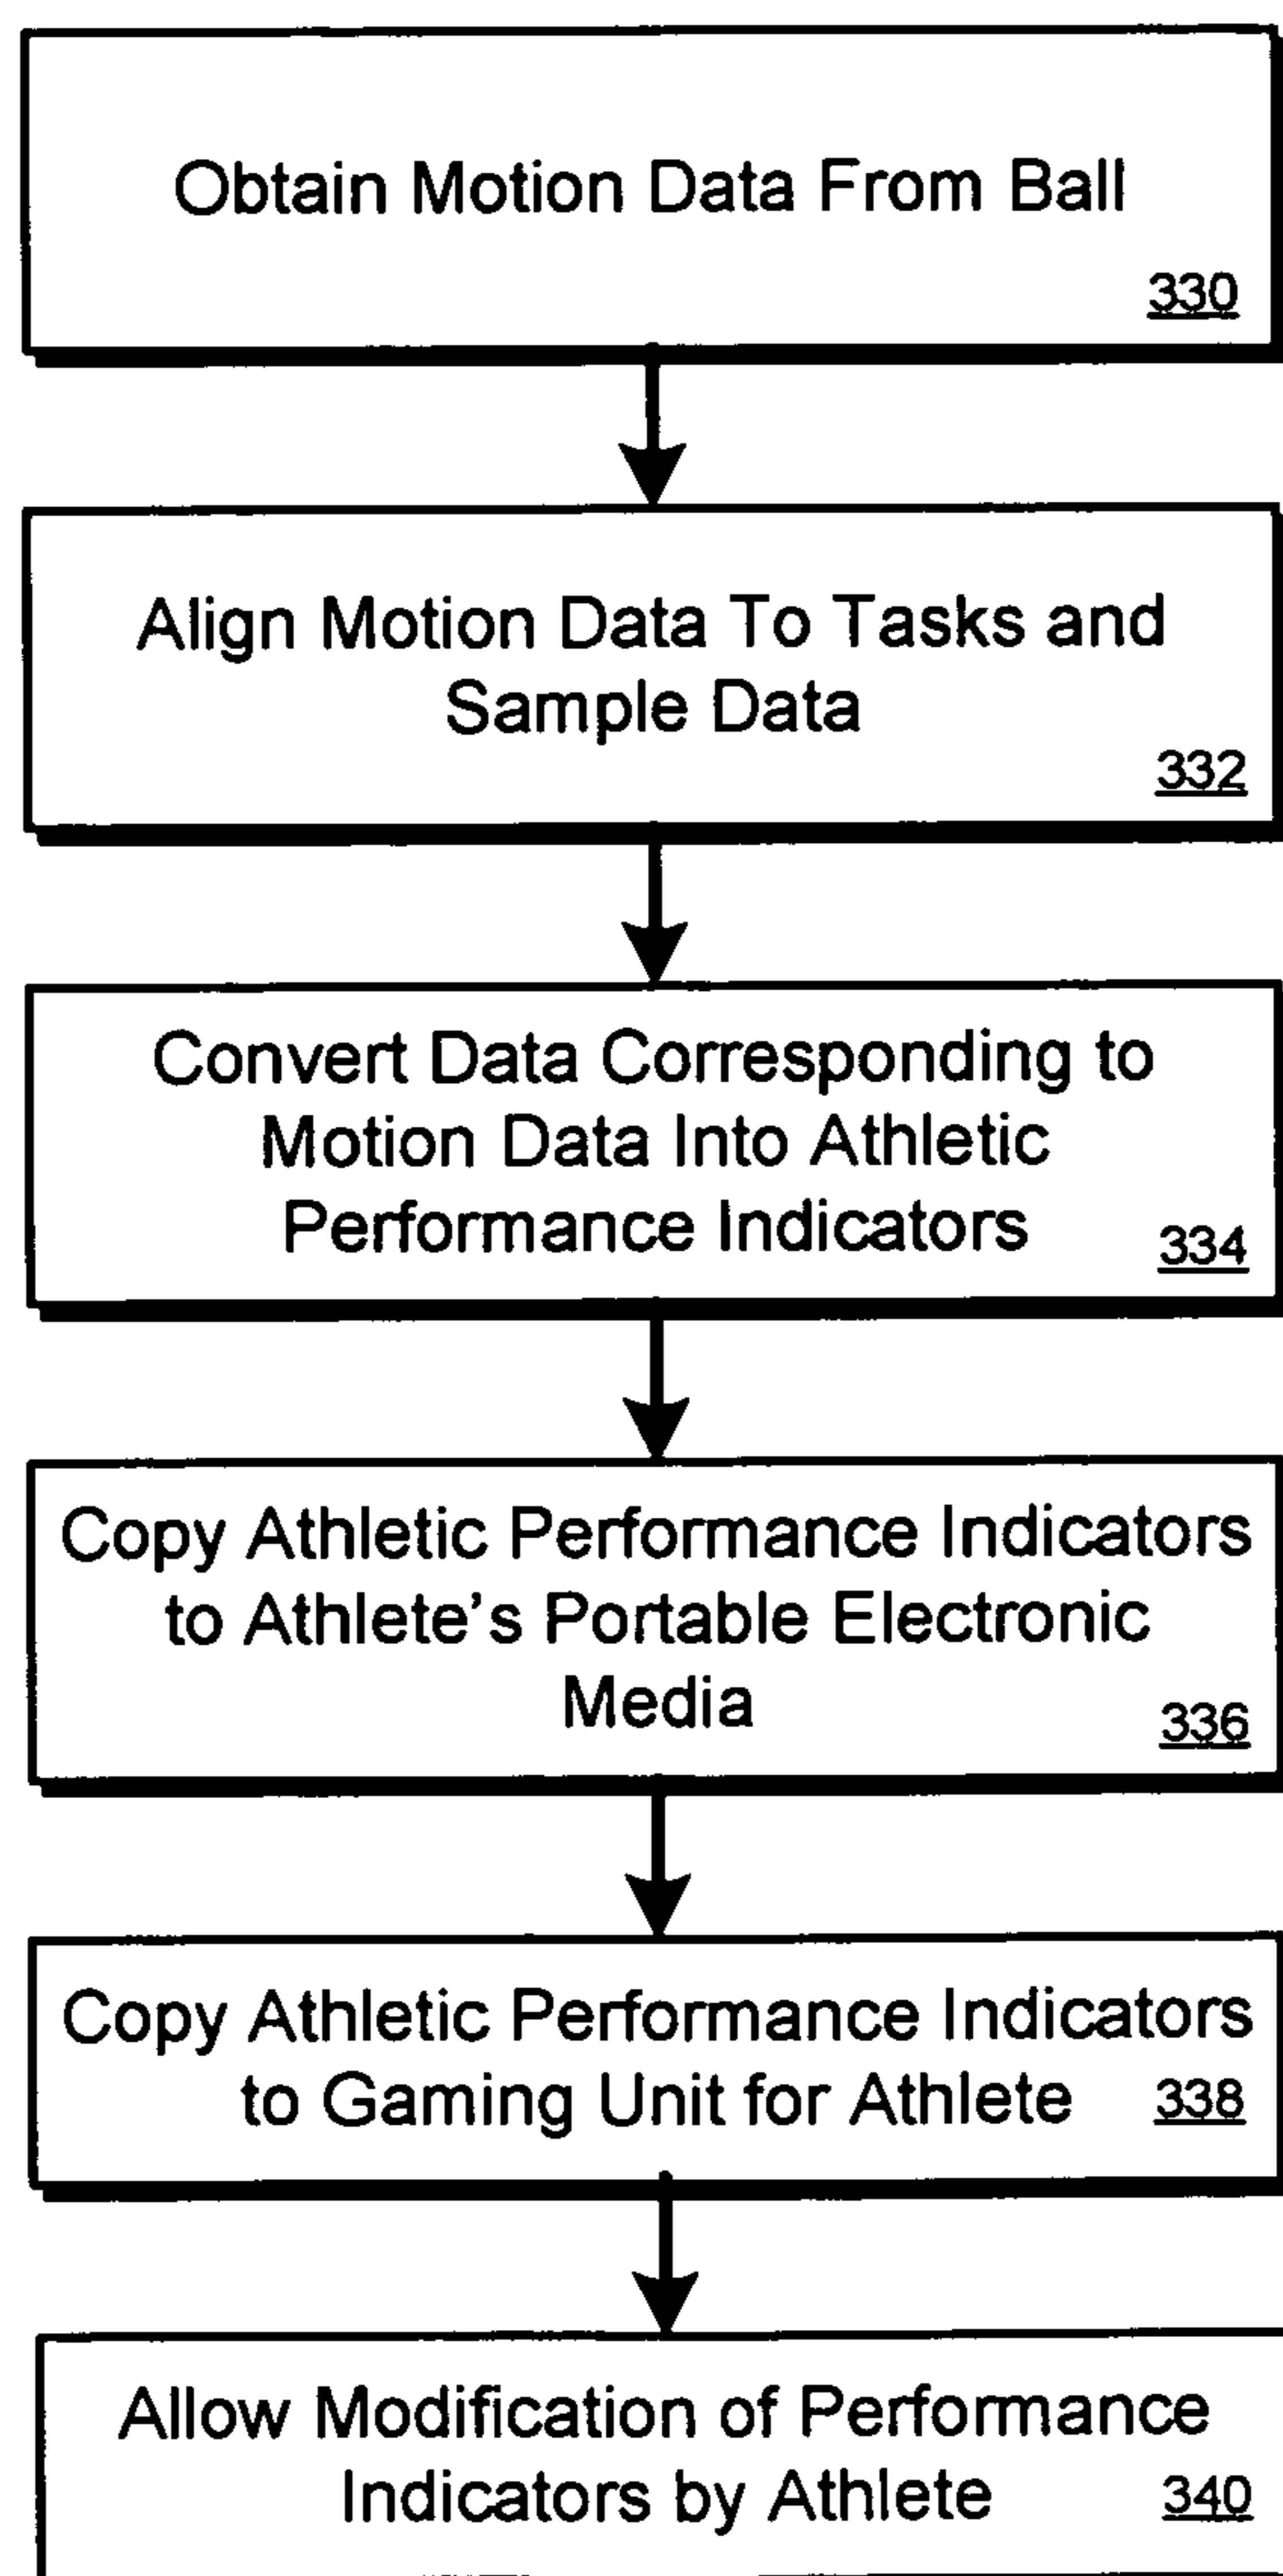 Obtain Motion Data From Ball
330
Align Motion Data To Tasks and
Sample Data
332
Convert Data Corresponding to
Motion Data Into Athletic
Performance Indicators
334
Copy Athletic Performance Indicators
to Athlete's Portable Electronic
Media
336
Copy Athletic Performance Indicators
to Gaming Unit for Athlete 338
Allow Modification of Performance
Indicators by Athlete 340